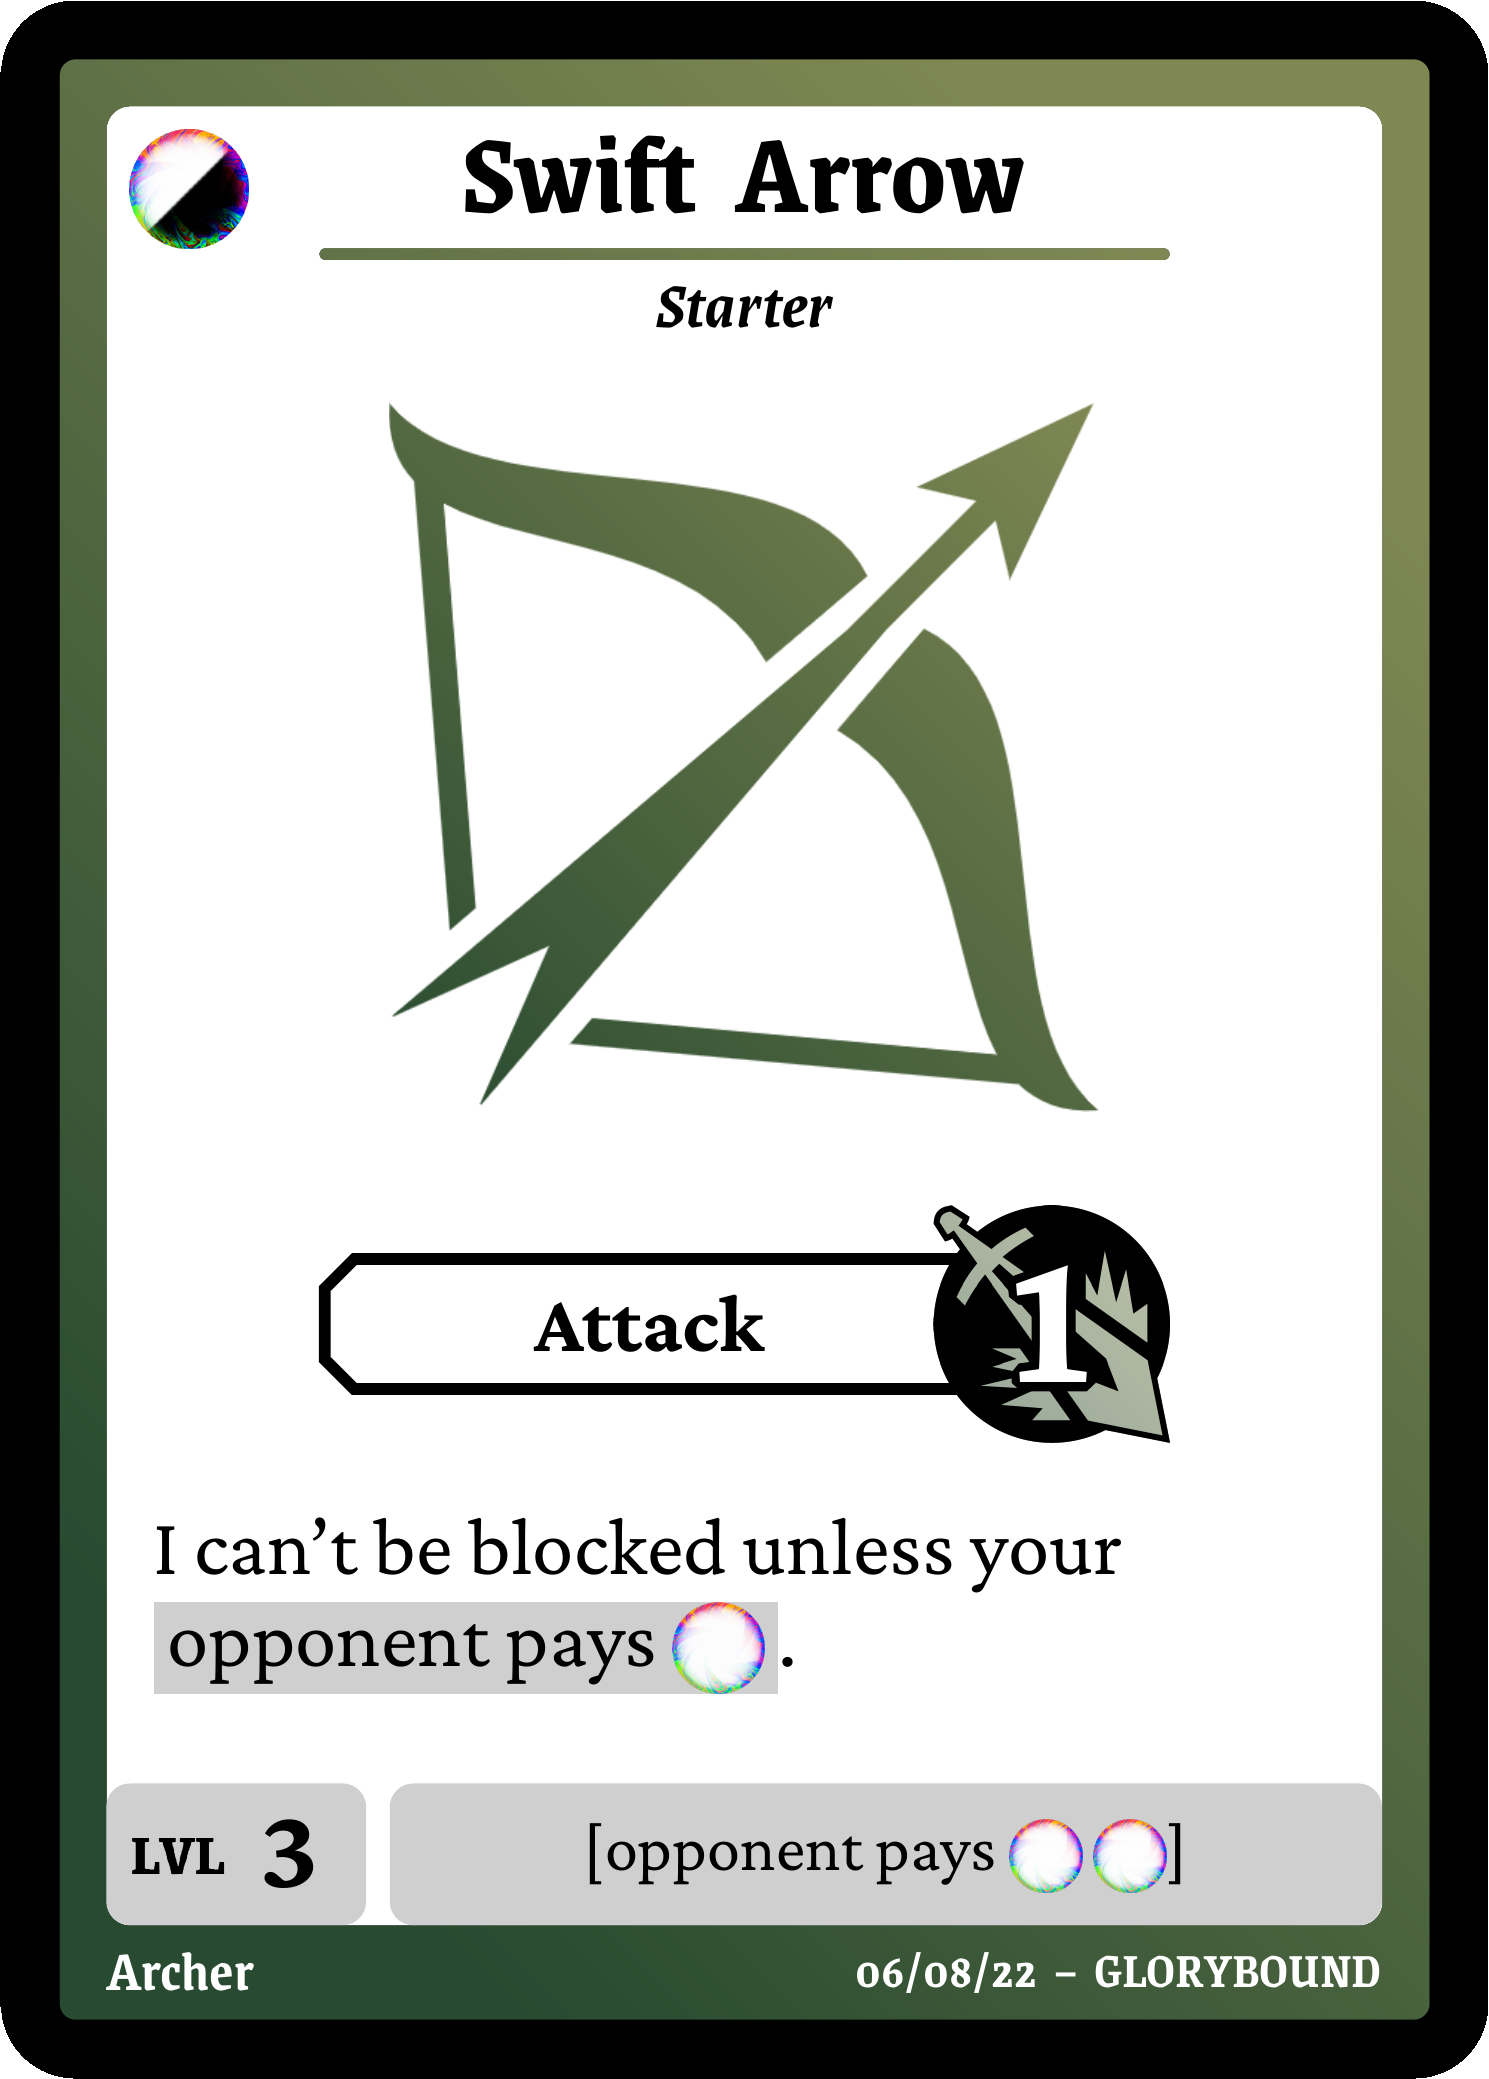 Swift Arrow
Starter
Attack
1
I can’t be blocked unless your
opponent pays .
LVL 3
[opponent pays ]
Archer
06/08/22 – GLORYBOUND